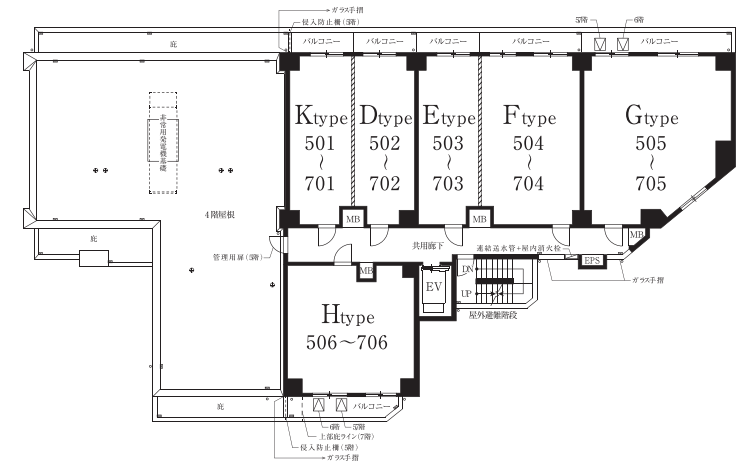 ガラス手摺
侵入防止柵(5階)
5,7階
6階
庇
バルコニー
バルコニー
バルコニー
バルコニー
バルコニー
Ktype
501
〜
701
Dtype
502
〜
702
Etype
503
〜
703
Ftype
504
〜
704
Gtype
505
〜
705
非常用発電機基礎
4階屋根
MB
MB
MB
庇
管理用扉(5階)
共用廊下
連結送水管+屋内消火栓
EPS
MB
DN
UP
EV
ガラス手摺
屋外避難階段
Htype
506〜706
庇
バルコニー
6階
5,7階
上部庇ライン(7階)
侵入防止柵(5階)
ガラス手摺